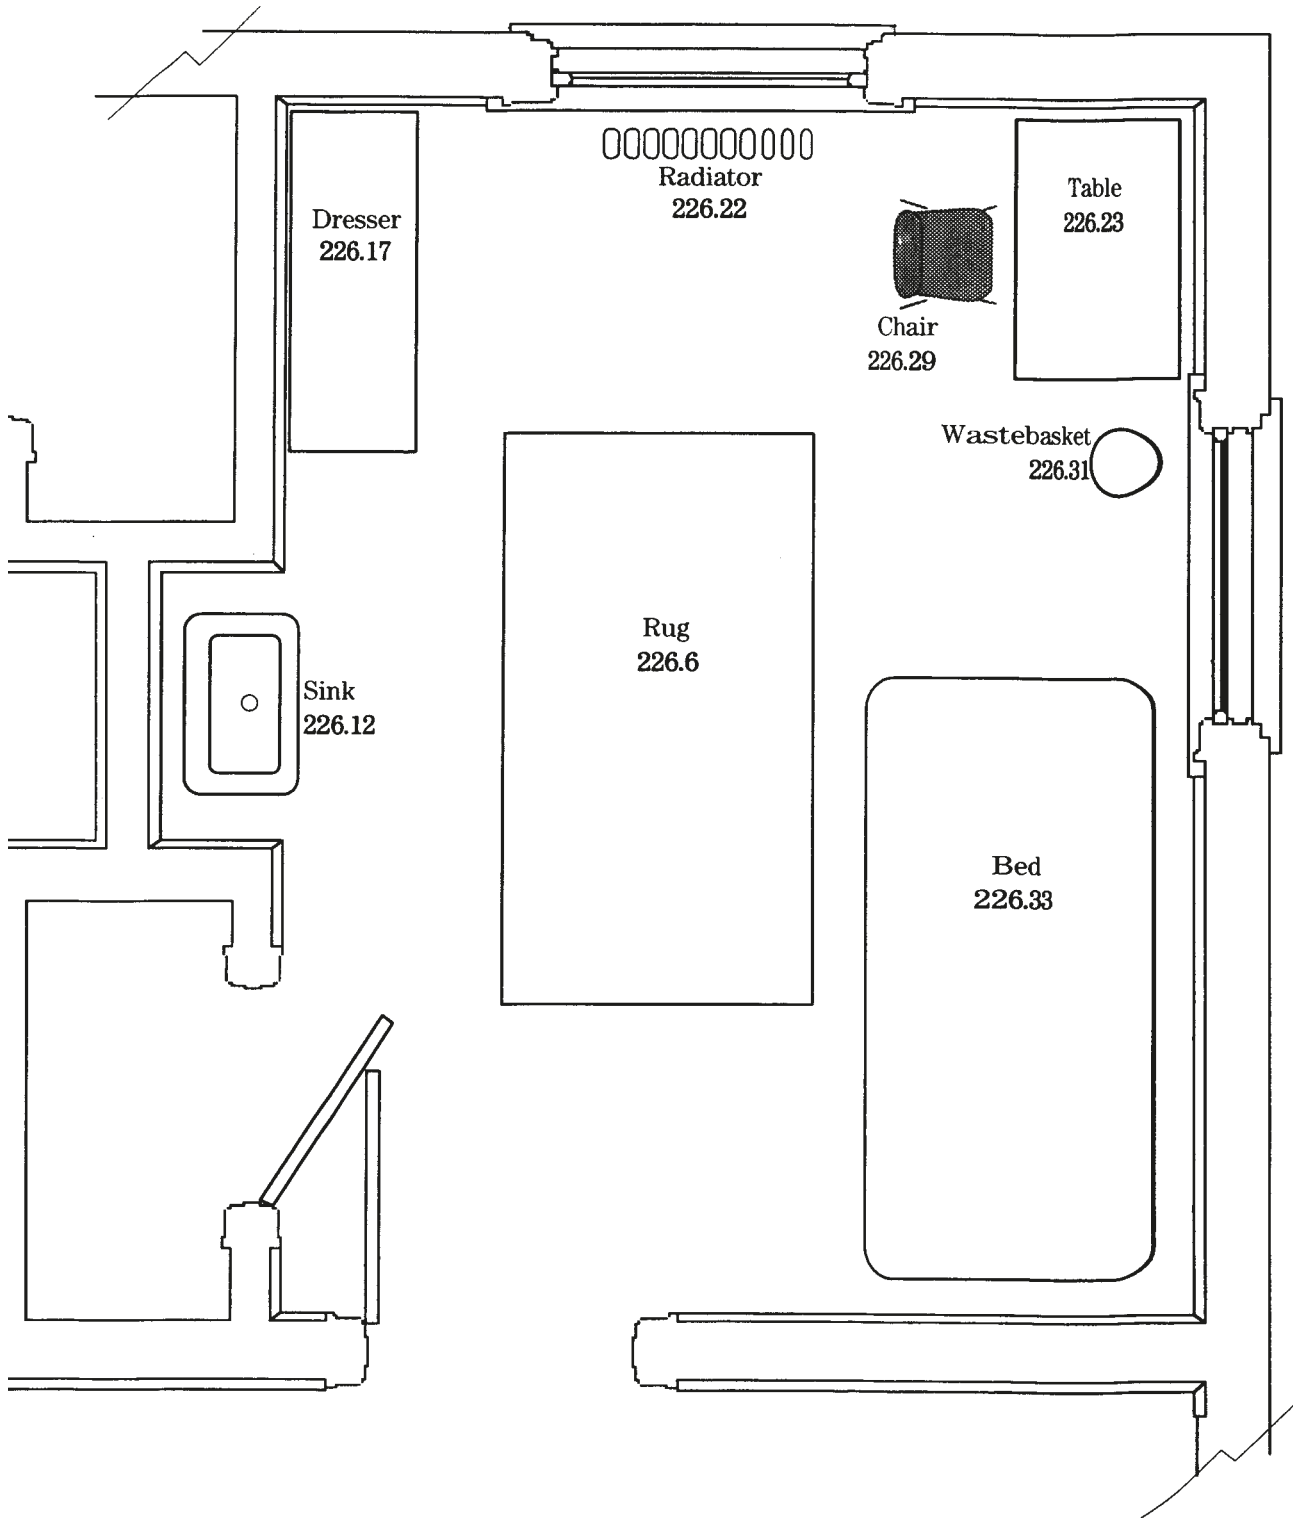 Radiator
226.22
Table
226.23
Dresser
226.17
Chair
226.29
Wastebasket
226.31
Rug
226.6
Sink
226.12
Bed
226.33